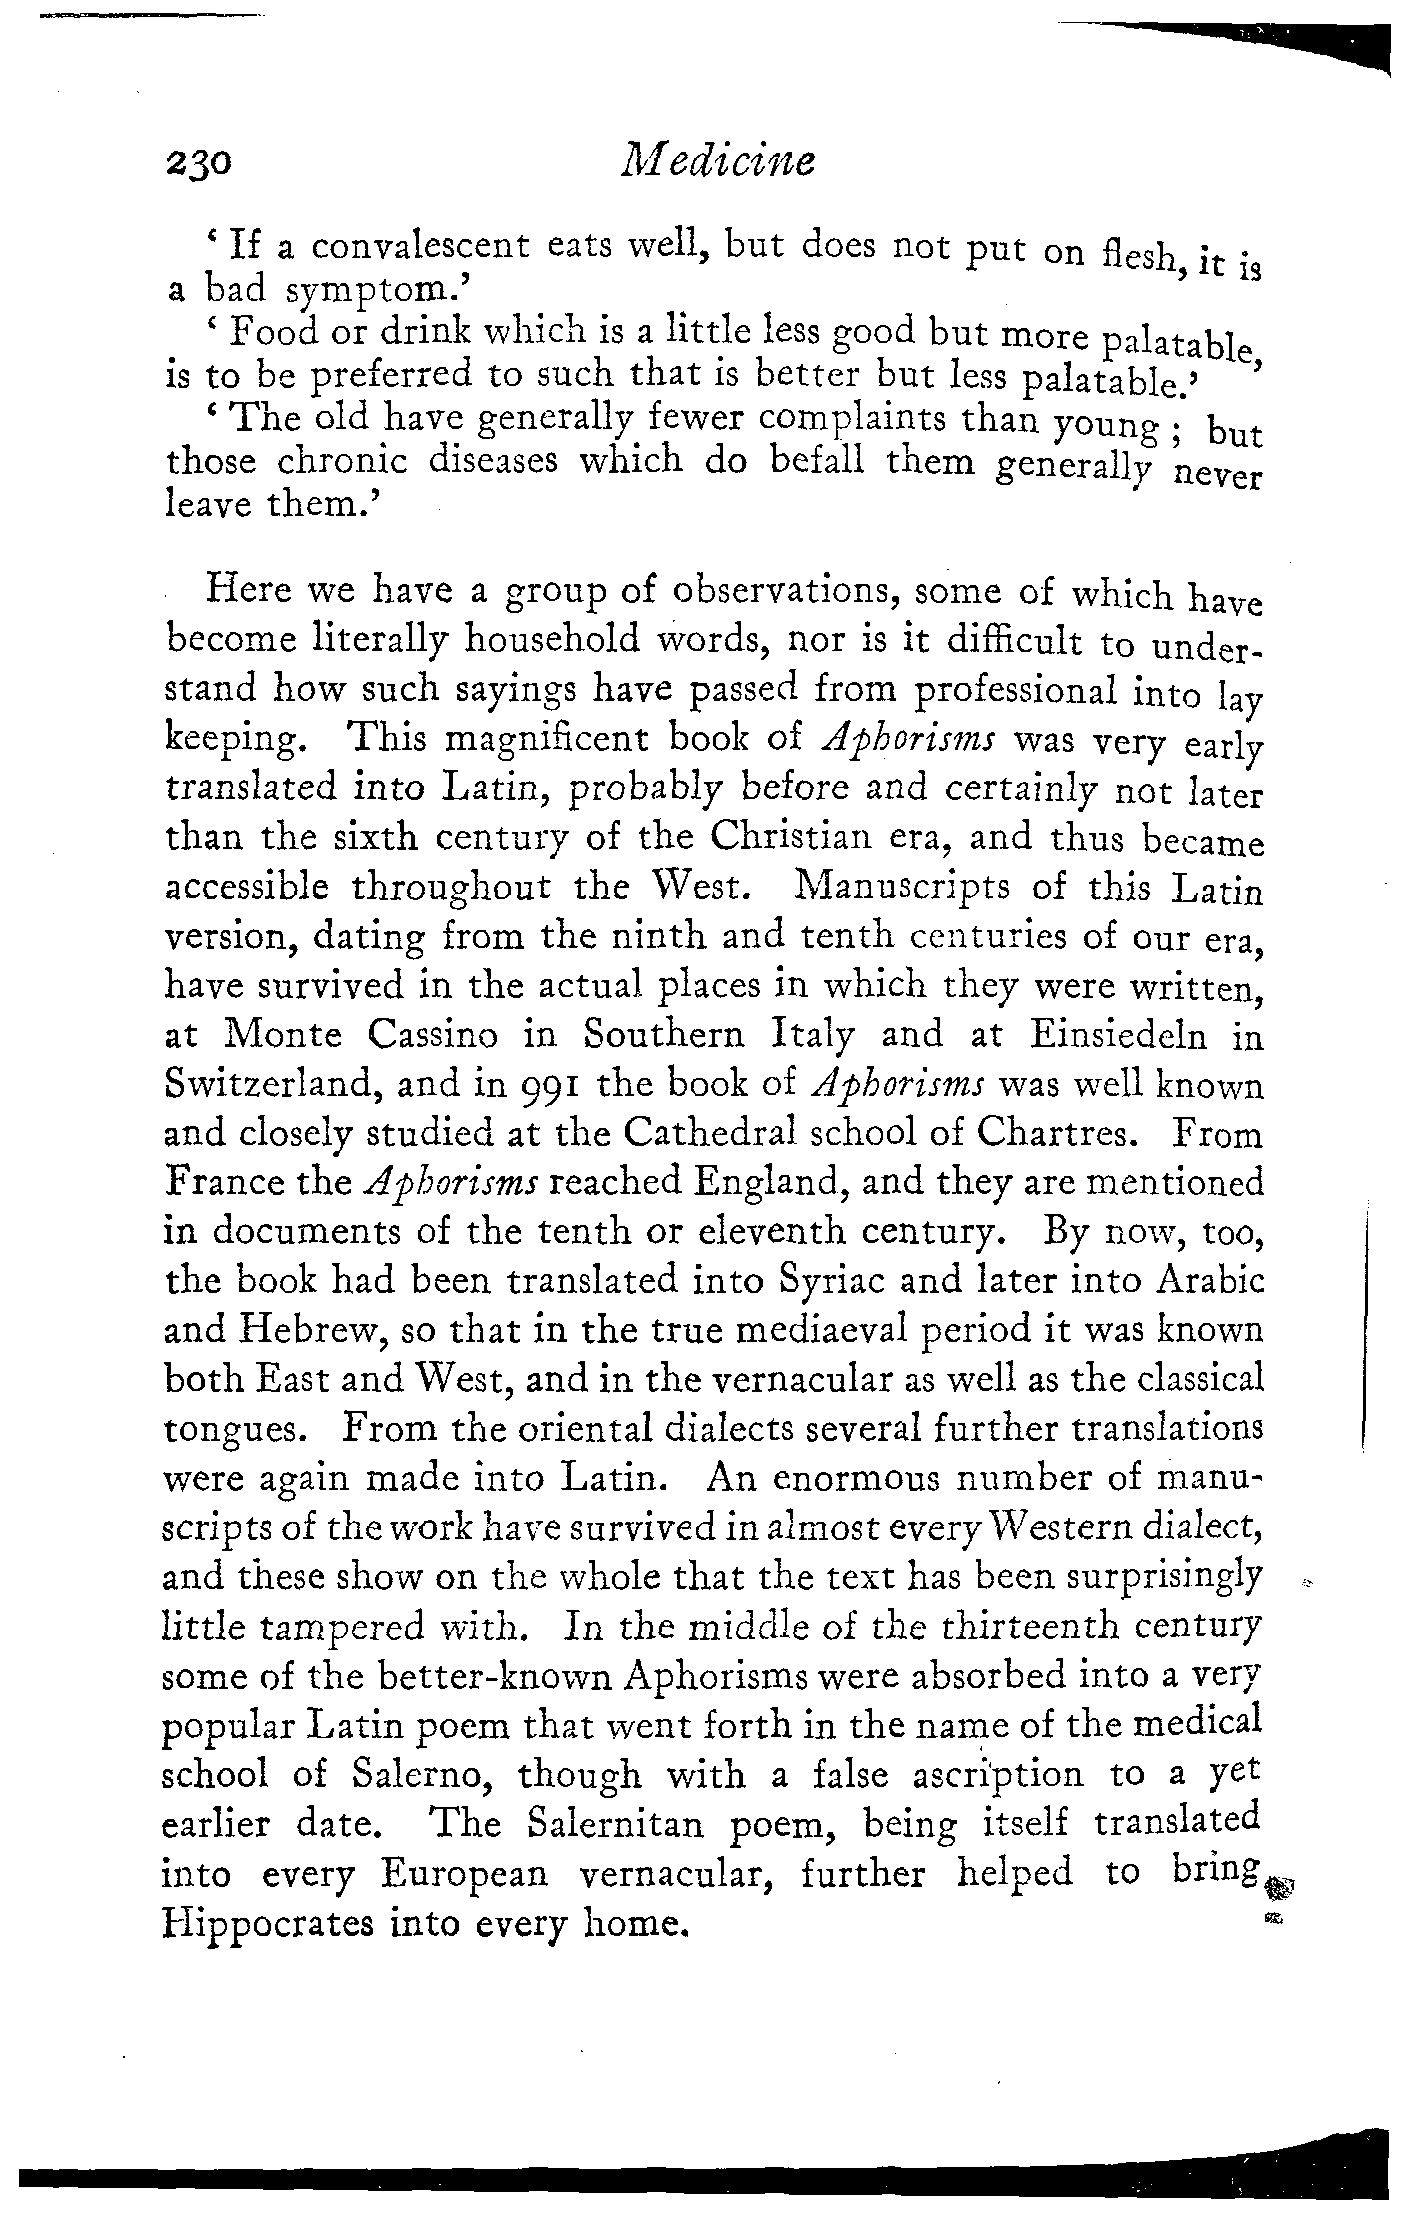 230 Medicine
‘ If a convalescent eats well, but does not put on flesh, it is
a bad symptom.’
‘ Food or drink which is a little less good but more palatable,
is to be preferred to such that is better but less palatable.’
‘ The old have generally fewer complaints than young ; but
those chronic diseases which do befall them generally never
leave them.’
Here we have a group of observations, some of which have
become literally household words, nor is it difficult to under-
stand how such sayings have passed from professional into lay
keeping. This magnificent book of Aphorisms was very early
translated into Latin, probably before and certainly not later
than the sixth century of the Christian era, and thus became
accessible throughout the West. Manuscripts of this Latin
version, dating from the ninth and tenth centuries of our era,
have survived in the actual places in which they were written,
at Monte Cassino in Southern Italy and at Einsiedeln in
Switzerland, and in 991 the book of Aphorisms was well known
and closely studied at the Cathedral school of Chartres. From
France the Aphorisms reached England, and they are mentioned
in documents of the tenth or eleventh century. By now, too,
the book had been translated into Syriac and later into Arabic
and Hebrew, so that in the true mediaeval period it was known
both East and West, and in the vernacular as well as the classical
tongues. From the oriental dialects several further translations
were again made into Latin. An enormous number of manu-
scripts of the work have survived in almost every Western dialect,
and these show on the whole that the text has been surprisingly
little tampered with. In the middle of the thirteenth century
some of the better-known Aphorisms were absorbed into a very
popular Latin poem that went forth in the name of the medical
school of Salerno, though with a false ascription to a yet
earlier date. The Salernitan poem, being itself translated
into every European vernacular, further helped to bring
Hippocrates into every home.